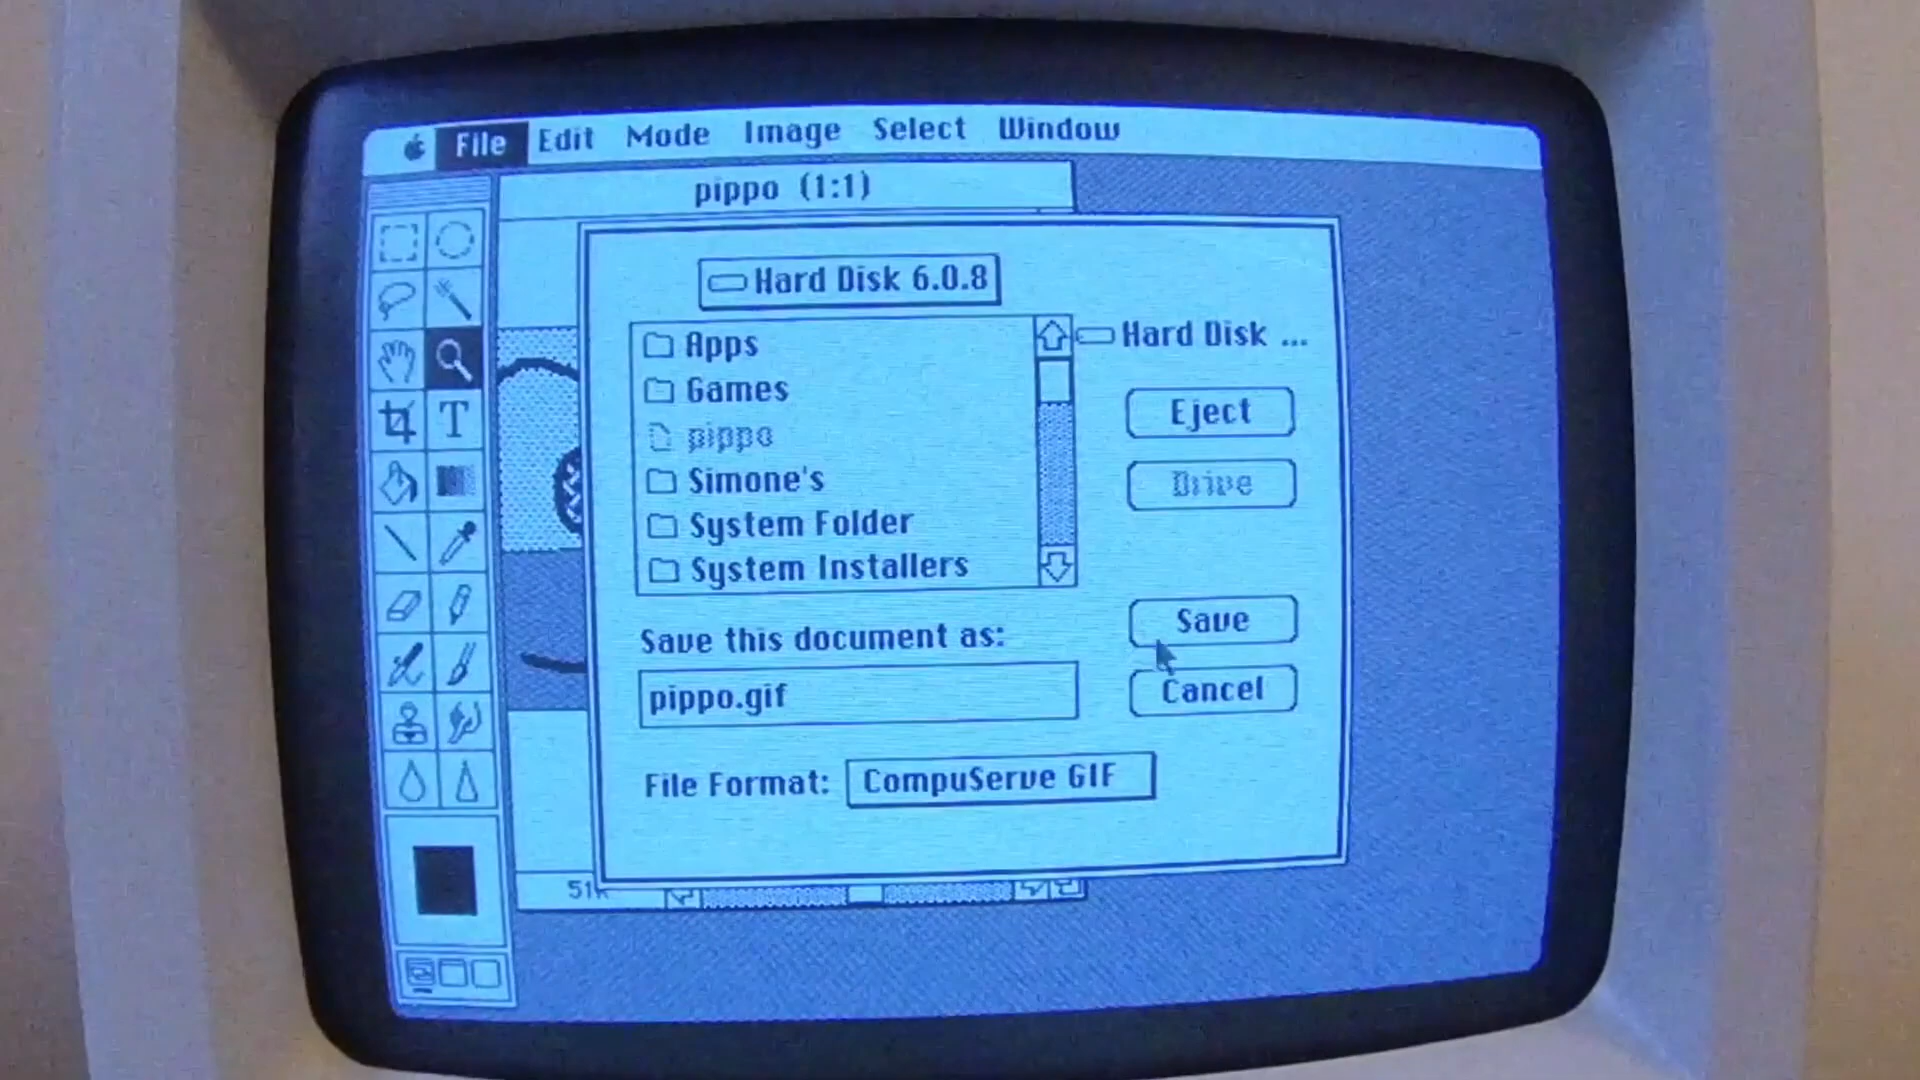 File Edit Mode Image Select Window
pippo (1:1)
Hard Disk 6.0.8
Apps
Games
pippo
Simone's
System Folder
System Installers
Hard Disk ...
Eject
Drive
Save this document as:
pippo.gif
Save
Cancel
File Format: CompuServe GIF
T
51K